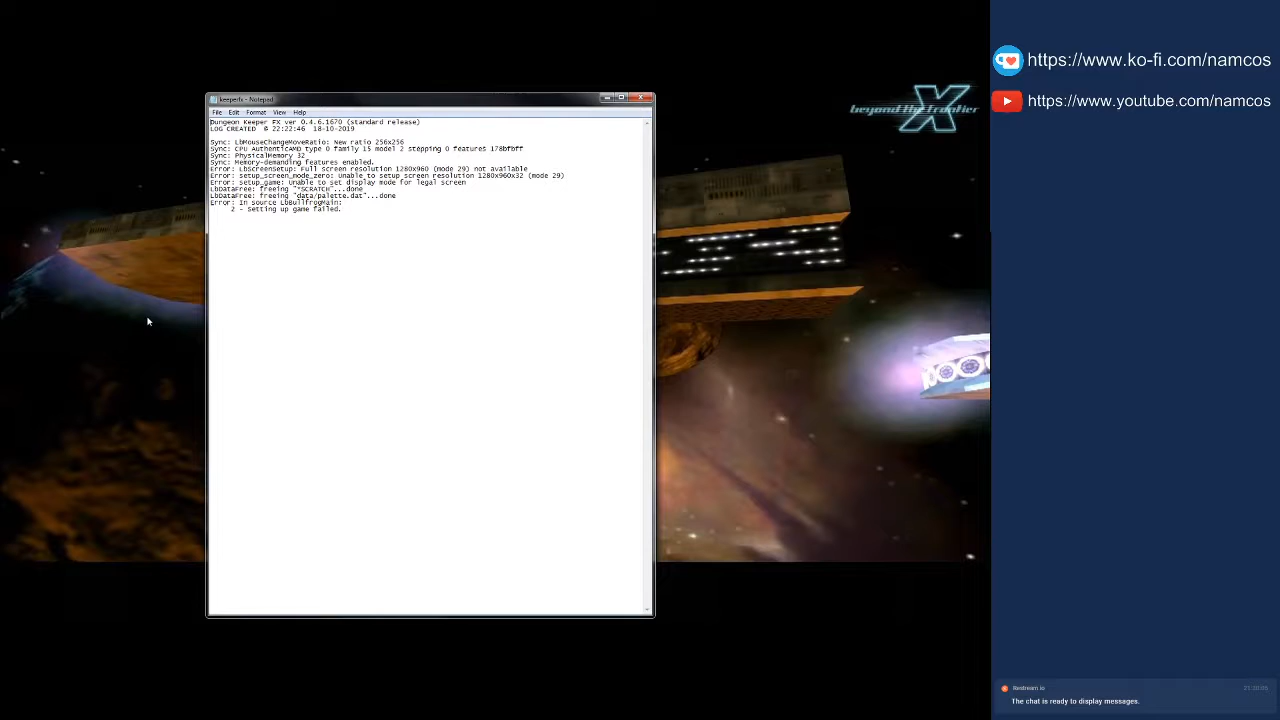 https://www.ko-fi.com/namcos
https://www.youtube.com/namcos
beyond the frontier
X
keeperfx - Notepad
File Edit Format View Help
Dungeon Keeper FX ver 0.4.6.1670 (standard release)
LOG CREATED @ 22:22:46 18-10-2019
Sync: LbMouseChangeMoveRatio: New ratio 256x256
Sync: CPU AuthenticAMD type 0 family 15 model 2 stepping 0 features 178bfbff
Sync: PhysicalMemory 32
Sync: Memory-demanding features enabled.
Error: LbScreenSetup: Full screen resolution 1280x960 (mode 29) not available
Error: setup_screen_mode_zero: Unable to setup screen resolution 1280x960x32 (mode 29)
Error: setup_game: Unable to set display mode for legal screen
LbDataFree: freeing "*SCRATCH"...done
LbDataFree: freeing "data/palette.dat"...done
Error: In source LbBullfrogMain:
2 - Setting up game failed.
Restream.io
The chat is ready to display messages.